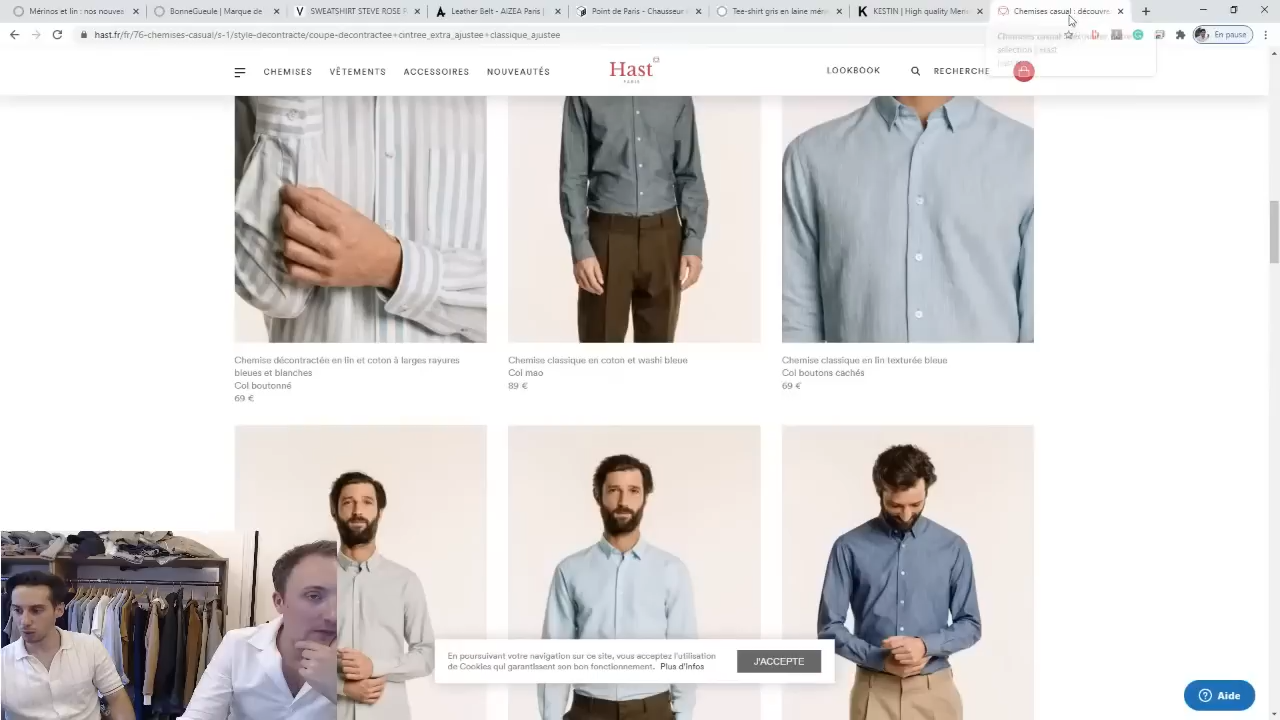 Mérinos et lin : nos nouve
BonneGueule | Marque de
SWEATSHIRT STEVE ROSE P
Leather Belt - AIZEA Paris |
Point de Paris - Chaussure
Tee-shirt gris en laine mérin
KESTIN | High quality Mens
Chemises casual : découvre
hast.fr/fr/76-chemises-casual/s-1/style-decontracte/coupe-decontractee+cintree_extra_ajustee+classique_ajustee
En pause
CHEMISES
VÊTEMENTS
ACCESSOIRES
NOUVEAUTÉS
Hast
PARIS
LOOKBOOK
RECHERCHE
Chemise décontractée en lin et coton à larges rayures
bleues et blanches
Col boutonné
69 €
Chemise classique en coton et washi bleue
Col mao
89 €
Chemise classique en lin texturée bleue
Col boutons cachés
69 €
En poursuivant votre navigation sur ce site, vous acceptez l'utilisation
de Cookies qui garantissent son bon fonctionnement. Plus d'infos
J'ACCEPTE
Aide